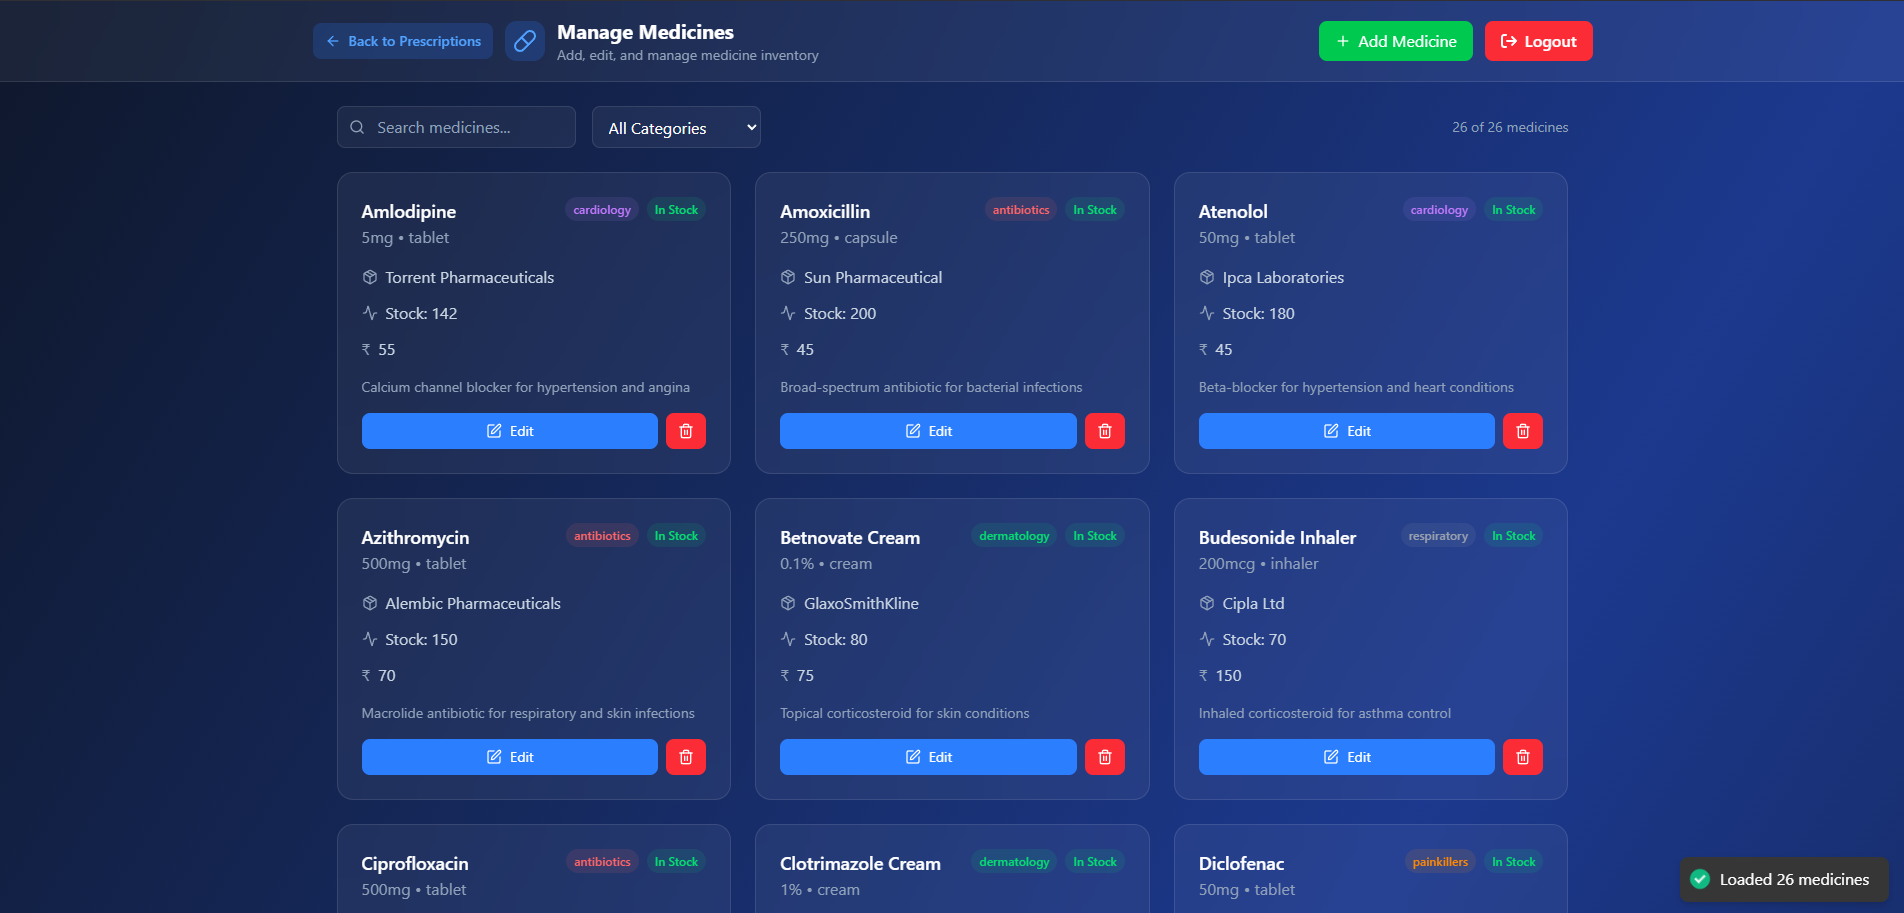 Back to Prescriptions
Manage Medicines
Add, edit, and manage medicine inventory
Add Medicine
Logout
Search medicines...
All Categories
26 of 26 medicines
Amlodipine
cardiology
In Stock
5mg • tablet
Torrent Pharmaceuticals
Stock: 142
₹ 55
Calcium channel blocker for hypertension and angina
Edit
Amoxicillin
antibiotics
In Stock
250mg • capsule
Sun Pharmaceutical
Stock: 200
₹ 45
Broad-spectrum antibiotic for bacterial infections
Edit
Atenolol
cardiology
In Stock
50mg • tablet
Ipca Laboratories
Stock: 180
₹ 45
Beta-blocker for hypertension and heart conditions
Edit
Azithromycin
antibiotics
In Stock
500mg • tablet
Alembic Pharmaceuticals
Stock: 150
₹ 70
Macrolide antibiotic for respiratory and skin infections
Edit
Betnovate Cream
dermatology
In Stock
0.1% • cream
GlaxoSmithKline
Stock: 80
₹ 75
Topical corticosteroid for skin conditions
Edit
Budesonide Inhaler
respiratory
In Stock
200mcg • inhaler
Cipla Ltd
Stock: 70
₹ 150
Inhaled corticosteroid for asthma control
Edit
Ciprofloxacin
antibiotics
In Stock
500mg • tablet
Clotrimazole Cream
dermatology
In Stock
1% • cream
Diclofenac
painkillers
In Stock
50mg • tablet
Loaded 26 medicines